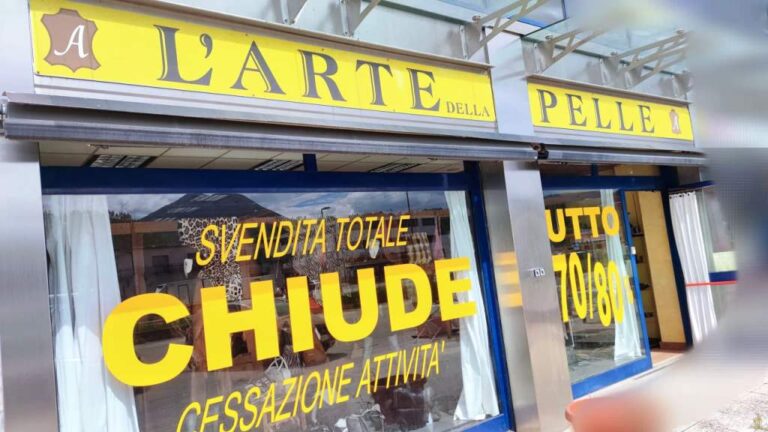 A
L'ARTE DELLA PELLE
SVENDITA TOTALE
CHIUDE
CESSAZIONE ATTIVITA'
UTTO
70/80